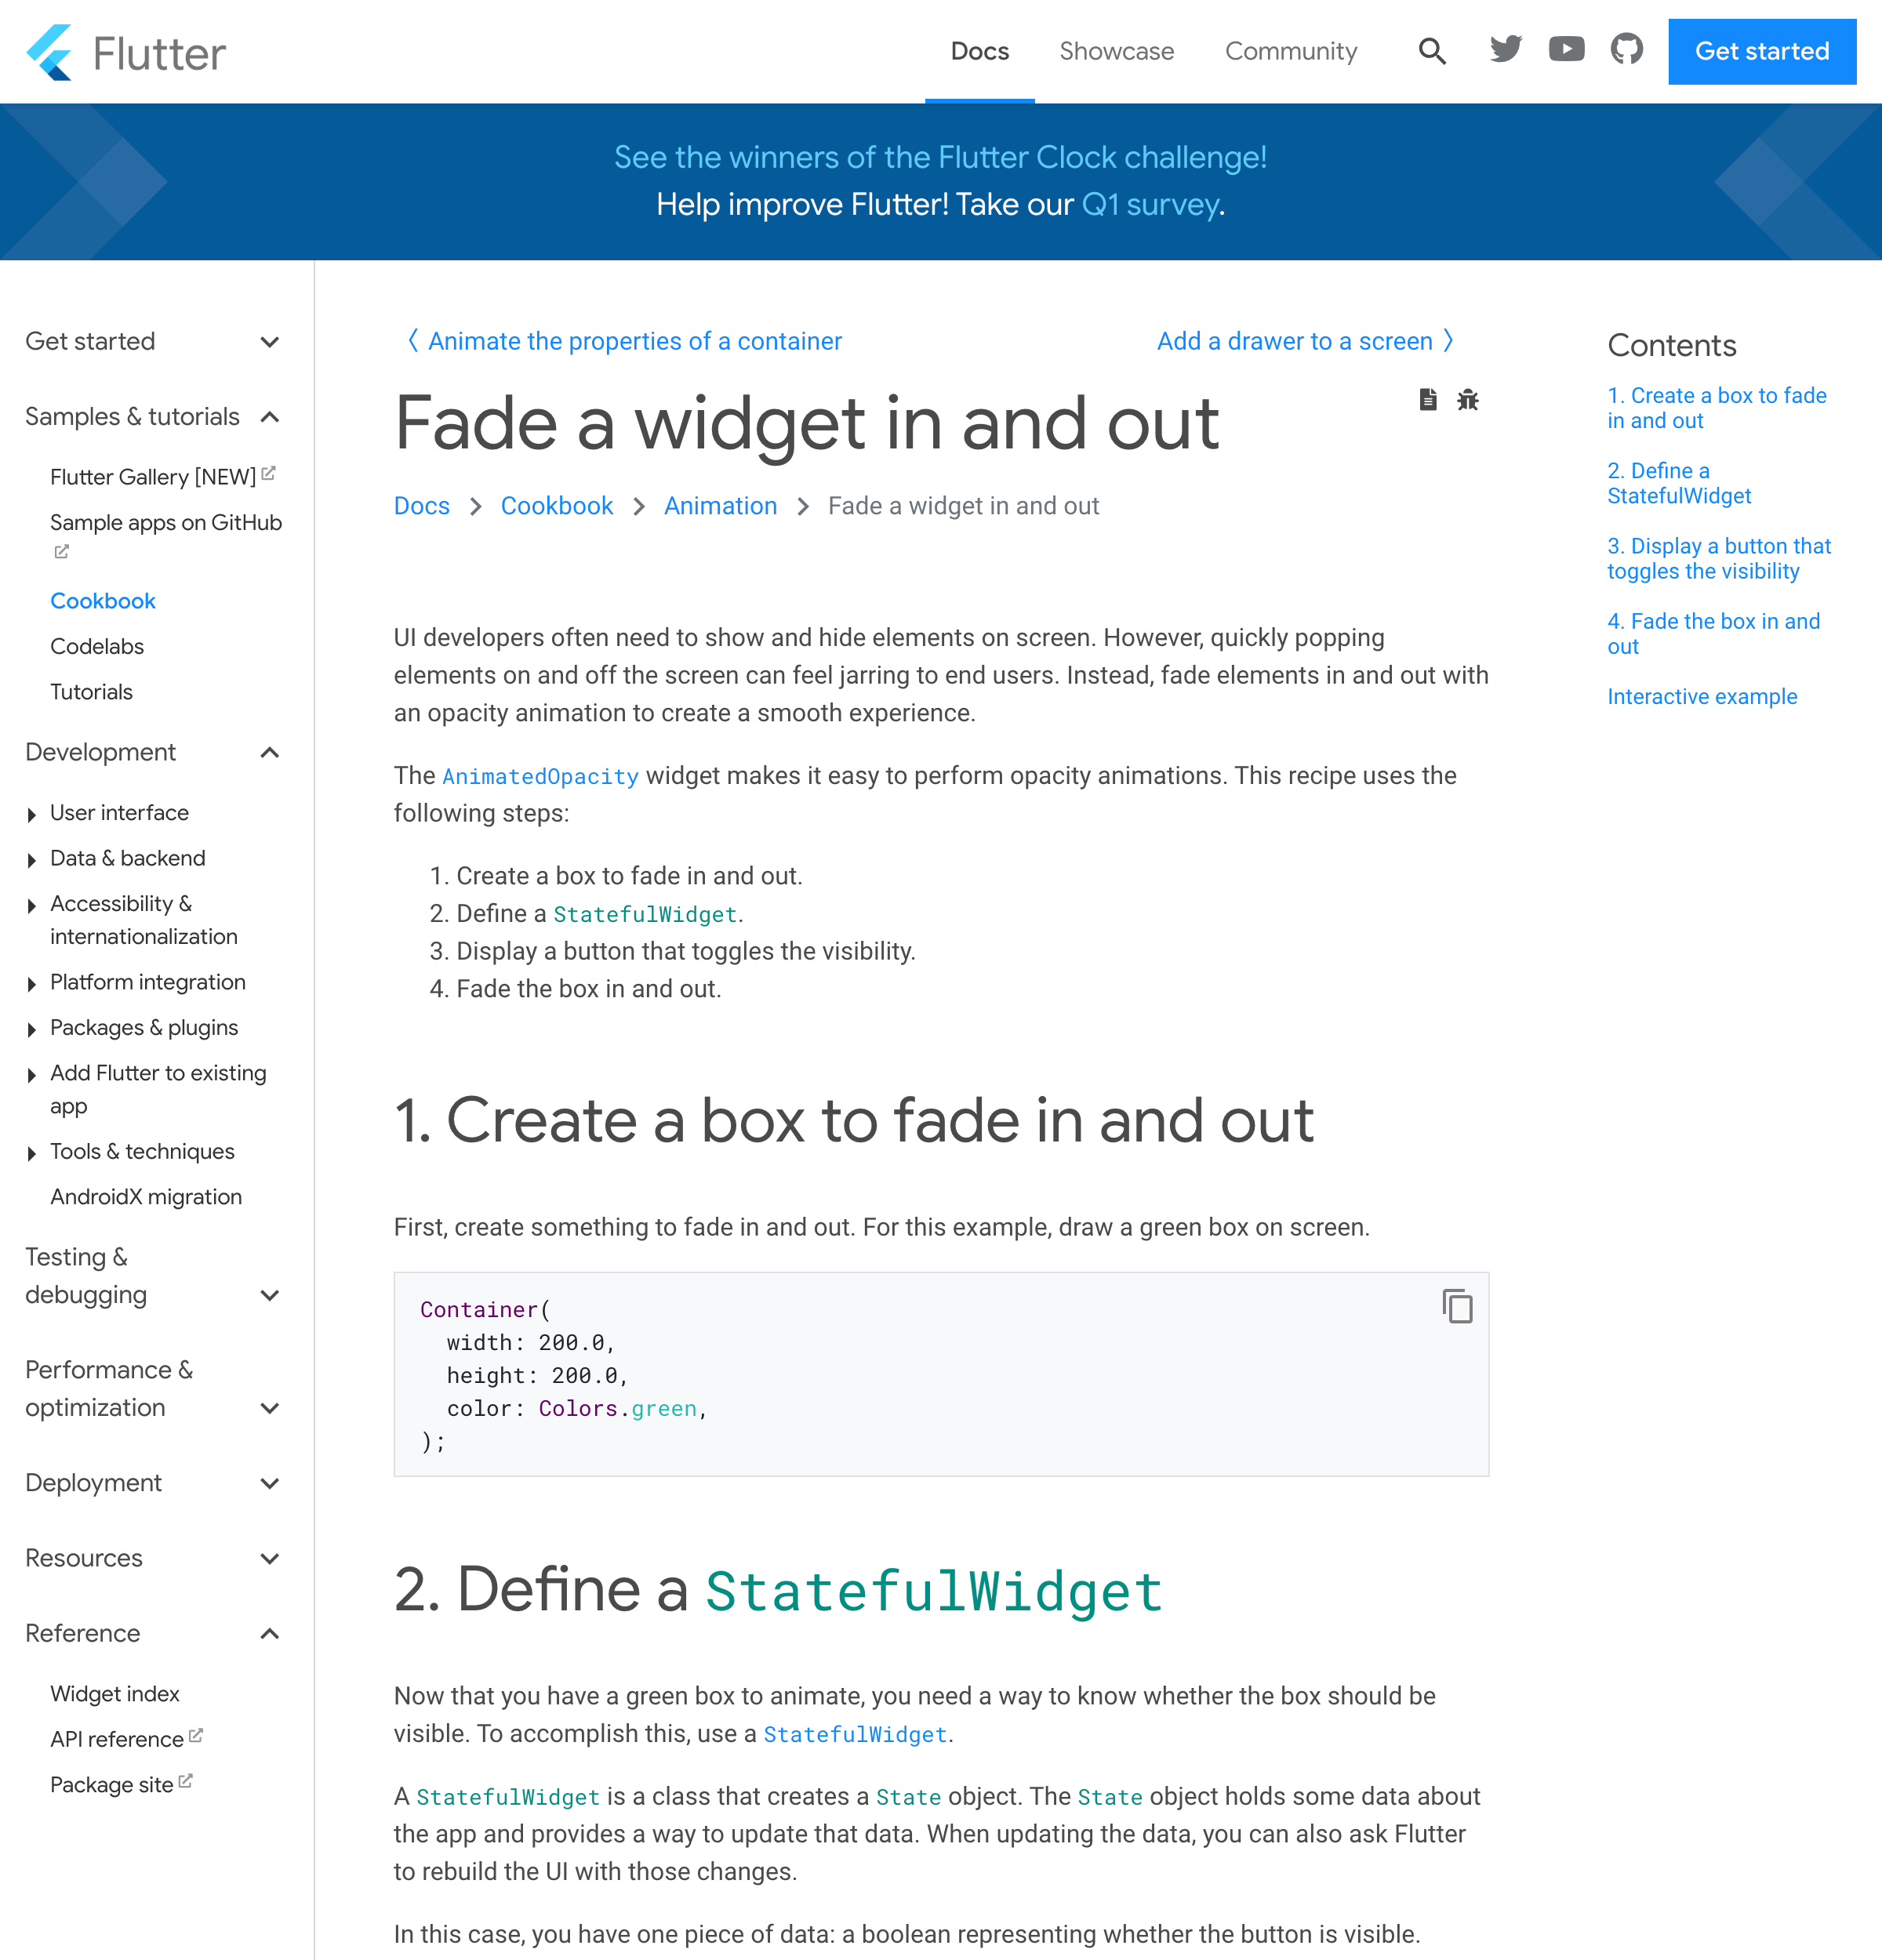 Flutter
Docs
Showcase
Community
Get started
See the winners of the Flutter Clock challenge!
Help improve Flutter! Take our Q1 survey.
Get started
Samples & tutorials
Flutter Gallery [NEW]
Sample apps on GitHub
Cookbook
Codelabs
Tutorials
Development
User interface
Data & backend
Accessibility &
internationalization
Platform integration
Packages & plugins
Add Flutter to existing
app
Tools & techniques
AndroidX migration
Testing &
debugging
Performance &
optimization
Deployment
Resources
Reference
Widget index
API reference
Package site
〈 Animate the properties of a container
Add a drawer to a screen 〉
Fade a widget in and out
Docs > Cookbook > Animation > Fade a widget in and out
UI developers often need to show and hide elements on screen. However, quickly popping
elements on and off the screen can feel jarring to end users. Instead, fade elements in and out with
an opacity animation to create a smooth experience.
The AnimatedOpacity widget makes it easy to perform opacity animations. This recipe uses the
following steps:
1. Create a box to fade in and out.
2. Define a StatefulWidget.
3. Display a button that toggles the visibility.
4. Fade the box in and out.
1. Create a box to fade in and out
First, create something to fade in and out. For this example, draw a green box on screen.
Container(
  width: 200.0,
  height: 200.0,
  color: Colors.green,
);
2. Define a StatefulWidget
Now that you have a green box to animate, you need a way to know whether the box should be
visible. To accomplish this, use a StatefulWidget.
A StatefulWidget is a class that creates a State object. The State object holds some data about
the app and provides a way to update that data. When updating the data, you can also ask Flutter
to rebuild the UI with those changes.
In this case, you have one piece of data: a boolean representing whether the button is visible.
Contents
1. Create a box to fade
in and out
2. Define a
StatefulWidget
3. Display a button that
toggles the visibility
4. Fade the box in and
out
Interactive example